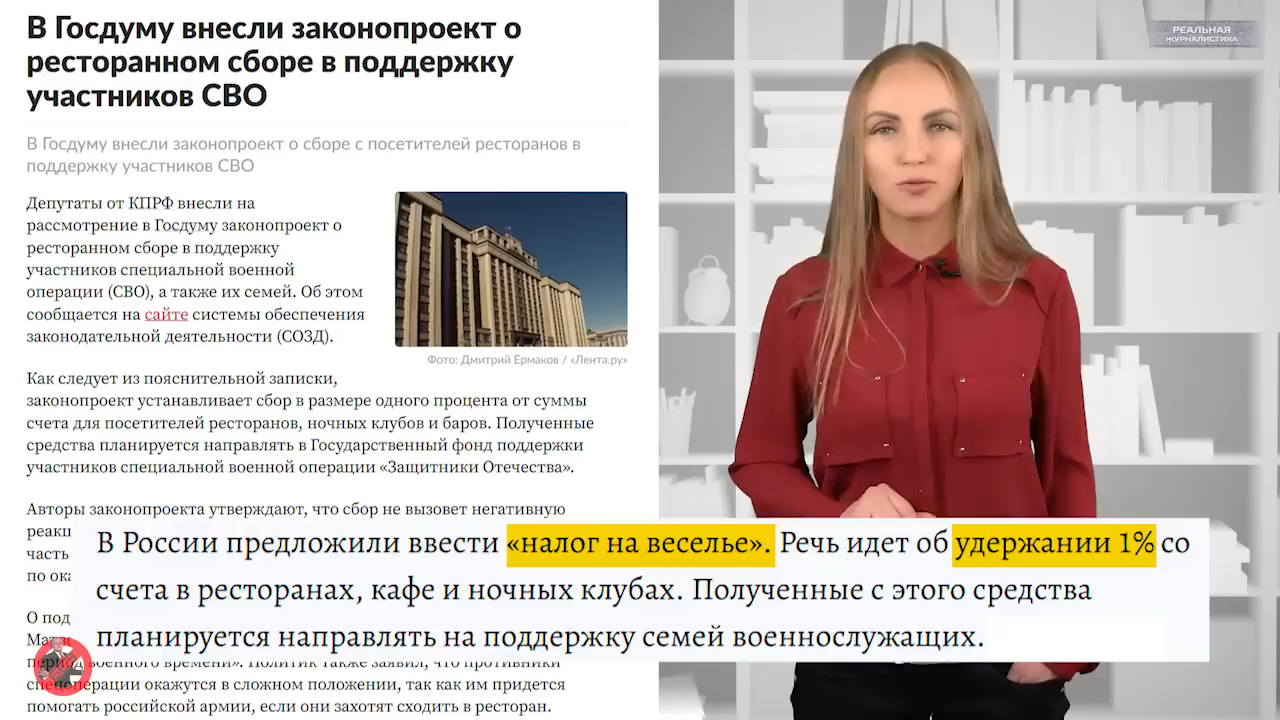 В Госдуму внесли законопроект о
ресторанном сборе в поддержку
участников СВО
В Госдуму внесли законопроект о сборе с посетителей ресторанов в
поддержку участников СВО
Депутаты от КПРФ внесли на
рассмотрение в Госдуму законопроект о
ресторанном сборе в поддержку
участников специальной военной
операции (СВО), а также их семей. Об этом
сообщается на сайте системы обеспечения
законодательной деятельности (СОЗД).
Фото: Дмитрий Ермаков / «Лента.ру»
Как следует из пояснительной записки,
законопроект устанавливает сбор в размере одного процента от суммы
счета для посетителей ресторанов, ночных клубов и баров. Полученные
средства планируется направлять в Государственный фонд поддержки
участников специальной военной операции «Защитники Отечества».
Авторы законопроекта утверждают, что сбор не вызовет негативную
часть
О под
военного времени». Политик также заявил, что противники
спецоперации окажутся в сложном положении, так как им придется
помогать российской армии, если они захотят сходить в ресторан.
В России предложили ввести «налог на веселье». Речь идет об удержании 1% со
счета в ресторанах, кафе и ночных клубах. Полученные с этого средства
планируется направлять на поддержку семей военнослужащих.
РЕАЛЬНАЯ
ЖУРНАЛИСТИКА